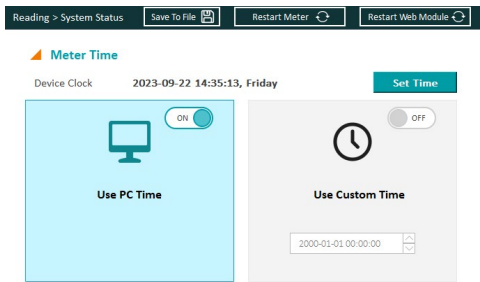 Reading > System Status Save To File Restart Meter Restart Web Module
Meter Time
Device Clock 2023-09-22 14:35:13, Friday Set Time
ON OFF
Use PC Time Use Custom Time
2000-01-01 00:00:00